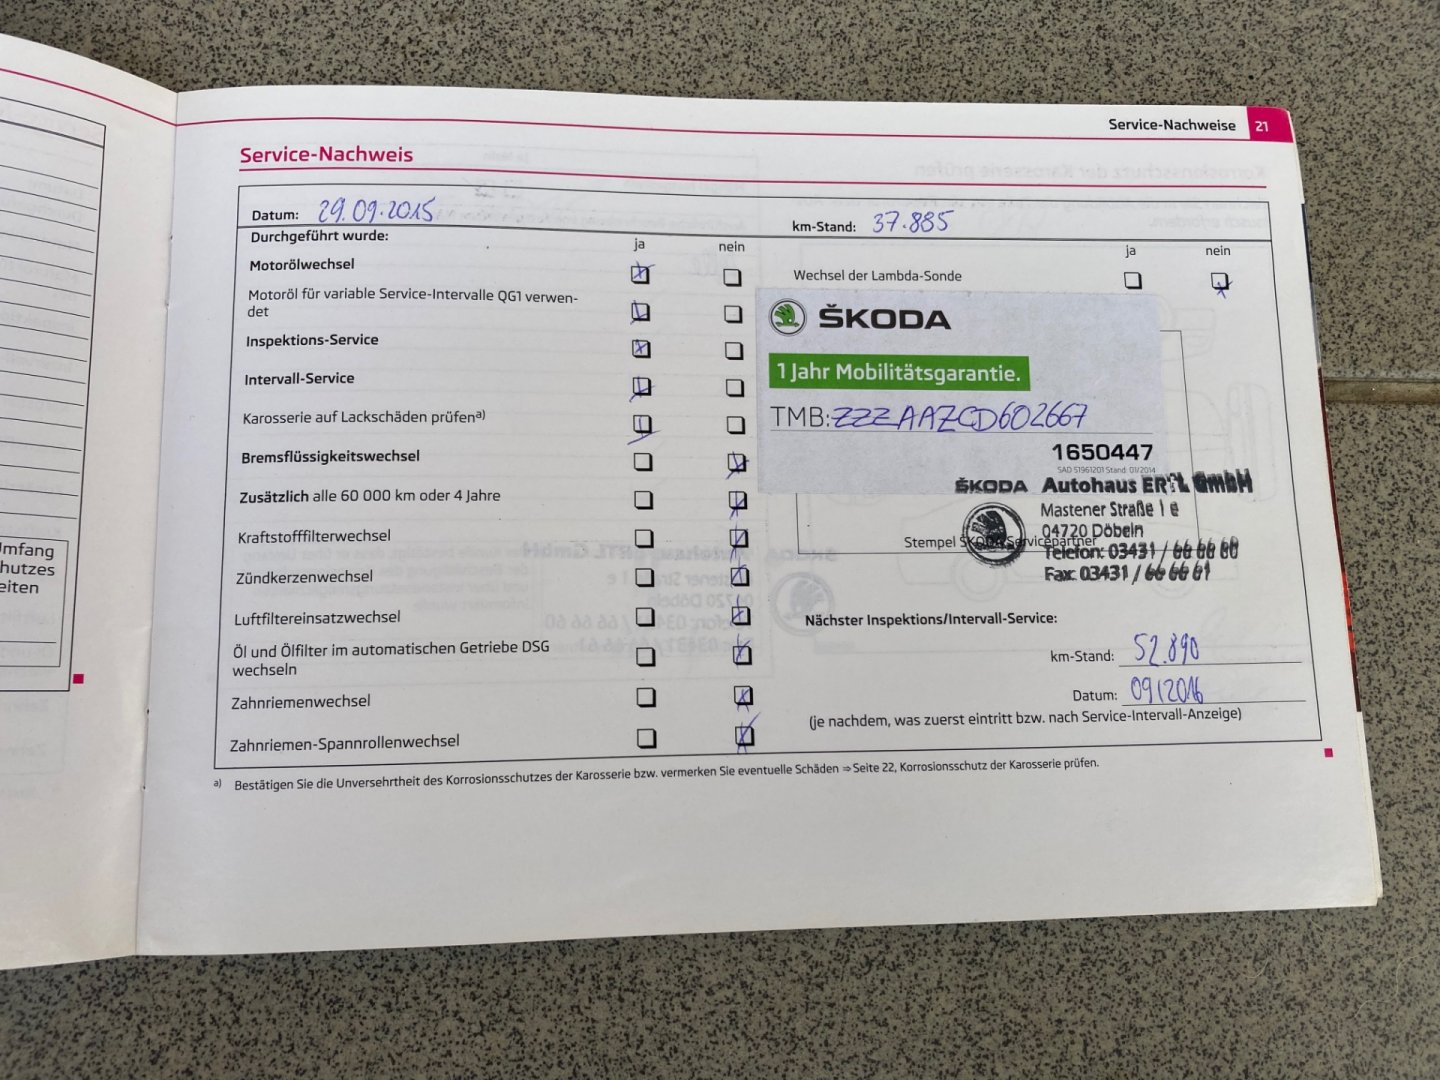 Service-Nachweise 21
Service-Nachweis
Datum: 29.09.2015
km-Stand: 37.885
Durchgeführt wurde:
ja nein
ja nein
Motorölwechsel
Wechsel der Lambda-Sonde
Motoröl für variable Service-Intervalle QG1 verwen-
det
Inspektions-Service
Intervall-Service
Karosserie auf Lackschäden prüfena)
Bremsflüssigkeitswechsel
Zusätzlich alle 60 000 km oder 4 Jahre
Kraftstofffilterwechsel
Zündkerzenwechsel
Luftfiltereinsatzwechsel
Öl und Ölfilter im automatischen Getriebe DSG
wechseln
Zahnriemenwechsel
Zahnriemen-Spannrollenwechsel
ŠKODA
1 Jahr Mobilitätsgarantie.
TMB: ZZZAAZCD602667
1650447
SAD 51961201 Stand: 01/2014
ŠKODA Autohaus ERTL GmbH
Mastener Straße 1 e
04720 Döbeln
Stempel ŠKODA Servicepartner
Telefon: 03431 / 66 66 60
Fax: 03431 / 66 66 61
Nächster Inspektions/Intervall-Service:
km-Stand: 52.890
Datum: 09/2016
(je nachdem, was zuerst eintritt bzw. nach Service-Intervall-Anzeige)
a) Bestätigen Sie die Unversehrtheit des Korrosionsschutzes der Karosserie bzw. vermerken Sie eventuelle Schäden ⇒ Seite 22, Korrosionsschutz der Karosserie prüfen.